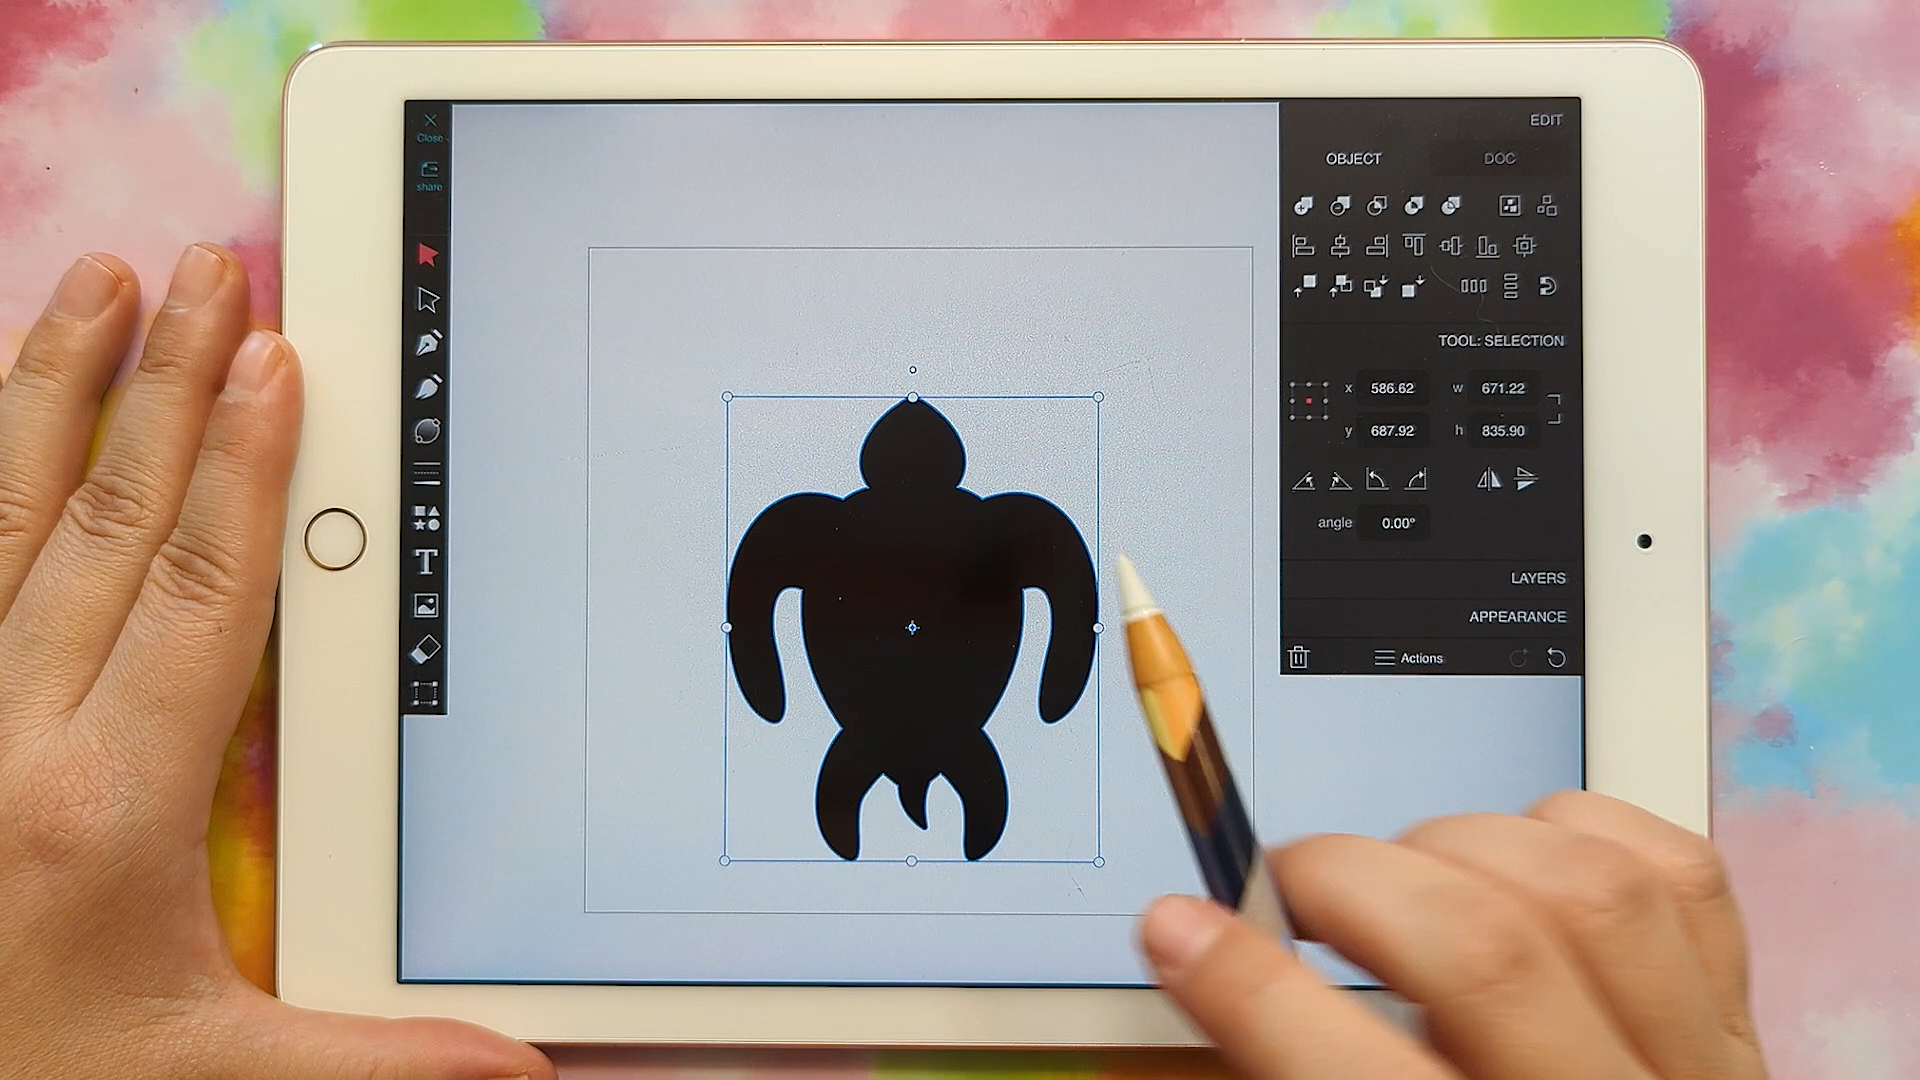 Close
share
T
EDIT
OBJECT DOC
TOOL: SELECTION
x 586.62 w 671.22
y 687.92 h 835.90
angle 0.00°
LAYERS
APPEARANCE
Actions